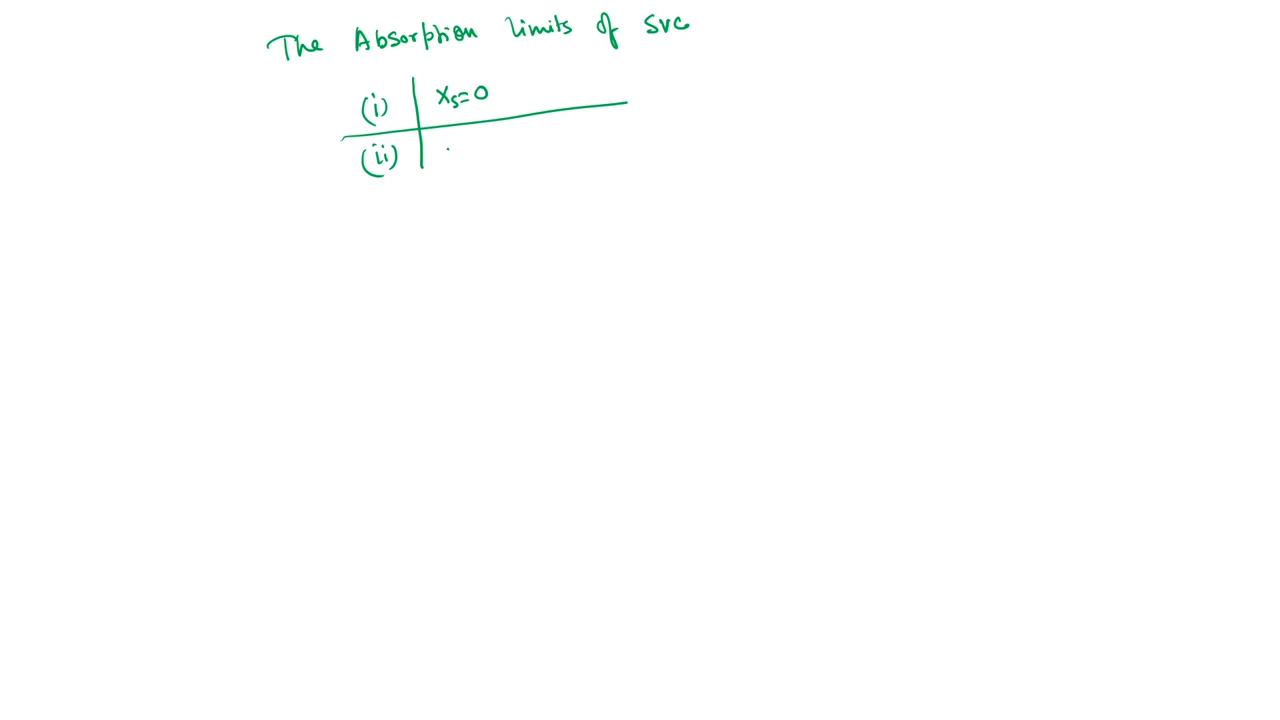 The Absorption limits of SVC
(i) Xs=0
(ii)